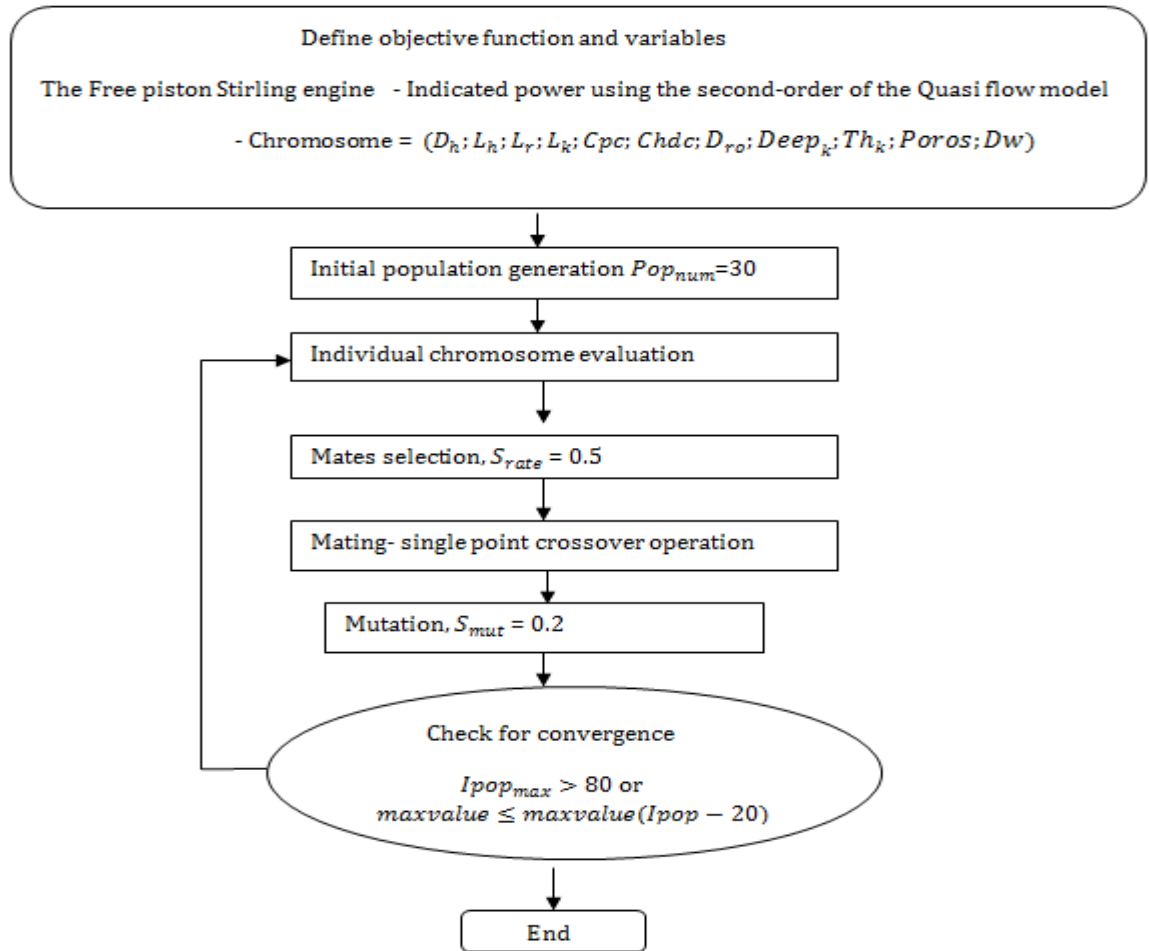 Define objective function and variables
The Free piston Stirling engine - Indicated power using the second-order of the Quasi flow model
- Chromosome = (D_h; L_h; L_r; L_k; Cpc; Chdc; D_ro; Deep_k; Th_k; Poros; Dw)
Initial population generation Pop_num=30
Individual chromosome evaluation
Mates selection, S_rate = 0.5
Mating- single point crossover operation
Mutation, S_mut = 0.2
Check for convergence
Ipop_max > 80 or
maxvalue ≤ maxvalue(Ipop − 20)
End